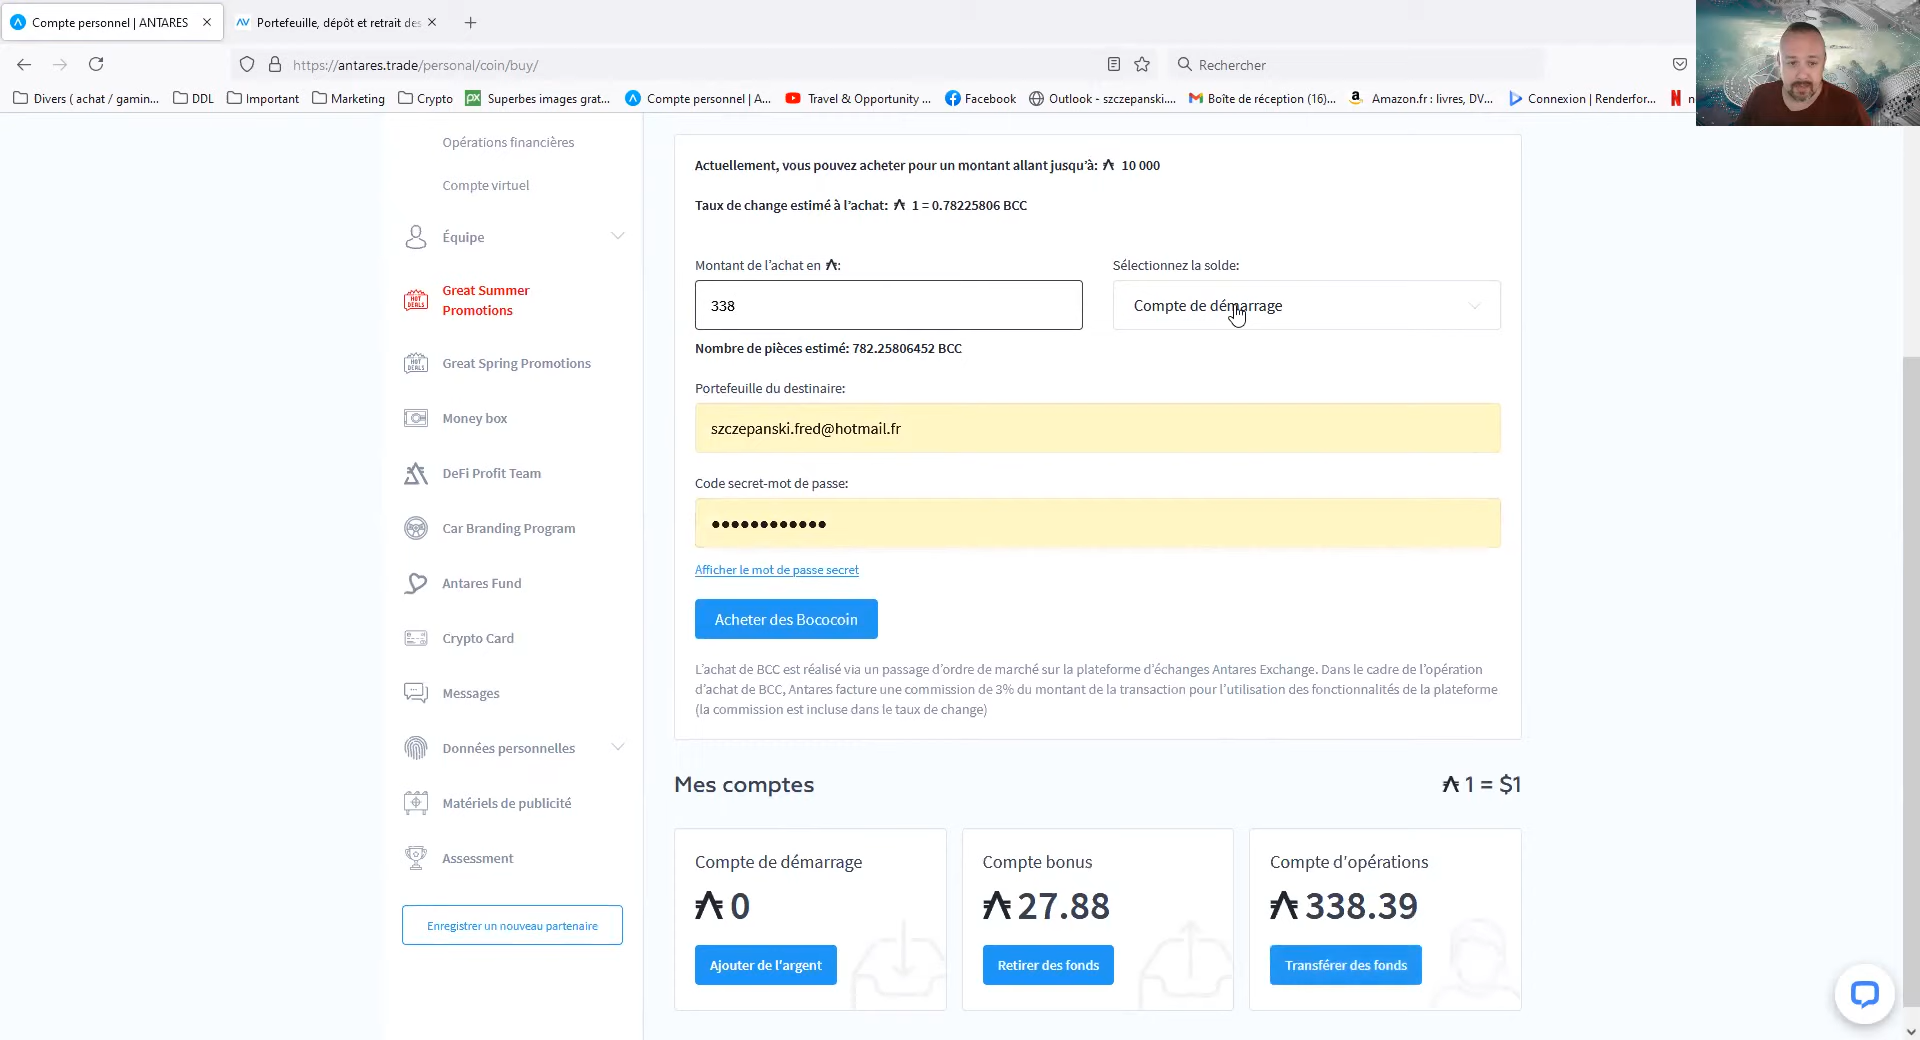 Compte personnel | ANTARES
Portefeuille, dépôt et retrait des
https://antares.trade/personal/coin/buy/
Rechercher
Divers ( achat / gamin...
DDL
Important
Marketing
Crypto
Superbes images grat...
Compte personnel | A...
Travel & Opportunity ...
Facebook
Outlook - szczepanski....
Boîte de réception (16)...
Amazon.fr : livres, DV...
Connexion | Renderfor...
Opérations financières
Compte virtuel
Équipe
Great Summer
Promotions
Great Spring Promotions
Money box
DeFi Profit Team
Car Branding Program
Antares Fund
Crypto Card
Messages
Données personnelles
Matériels de publicité
Assessment
Enregistrer un nouveau partenaire
Actuellement, vous pouvez acheter pour un montant allant jusqu'à: 10 000
Taux de change estimé à l'achat: 1 = 0.78225806 BCC
Montant de l'achat en :
Sélectionnez la solde:
338
Compte de démarrage
Nombre de pièces estimé: 782.25806452 BCC
Portefeuille du destinaire:
szczepanski.fred@hotmail.fr
Code secret-mot de passe:
Afficher le mot de passe secret
Acheter des Bococoin
L'achat de BCC est réalisé via un passage d'ordre de marché sur la plateforme d'échanges Antares Exchange. Dans le cadre de l'opération
d'achat de BCC, Antares facture une commission de 3% du montant de la transaction pour l'utilisation des fonctionnalités de la plateforme
(la commission est incluse dans le taux de change)
Mes comptes
1 = $1
Compte de démarrage
0
Ajouter de l'argent
Compte bonus
27.88
Retirer des fonds
Compte d'opérations
338.39
Transférer des fonds